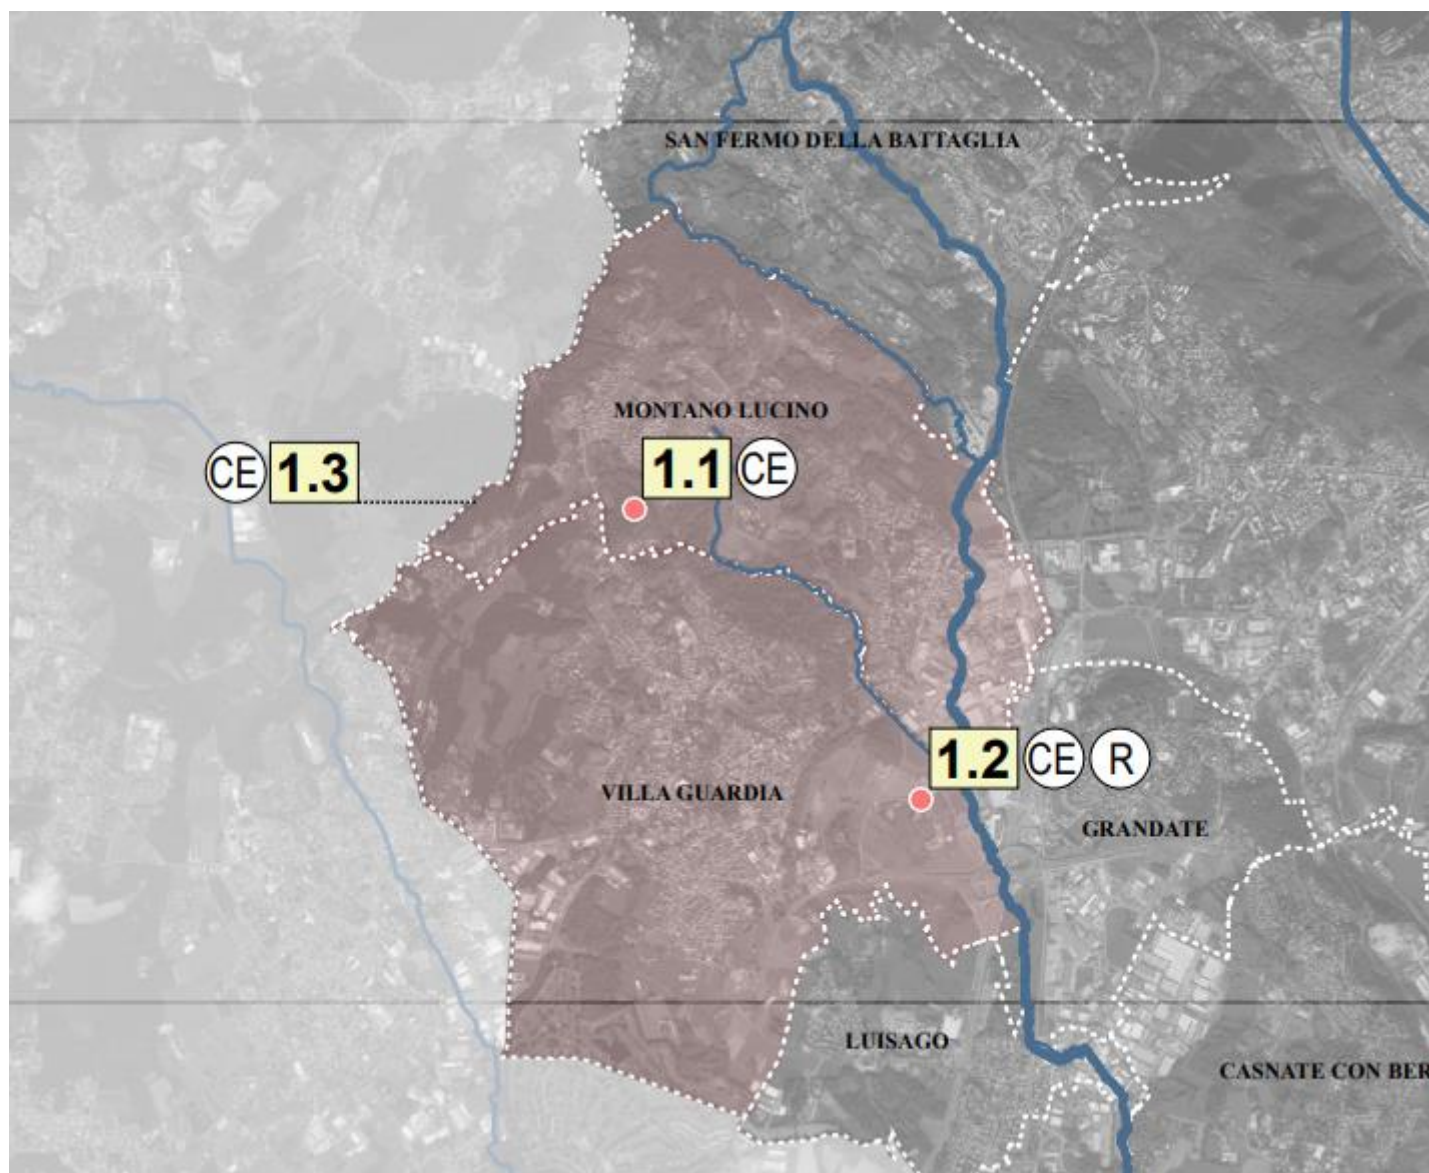 SAN FERMO DELLA BATTAGLIA
MONTANO LUCINO
CE 1.3
1.1 CE
1.2 CE R
VILLA GUARDIA
GRANDATE
LUISAGO
CASNATE CON BER